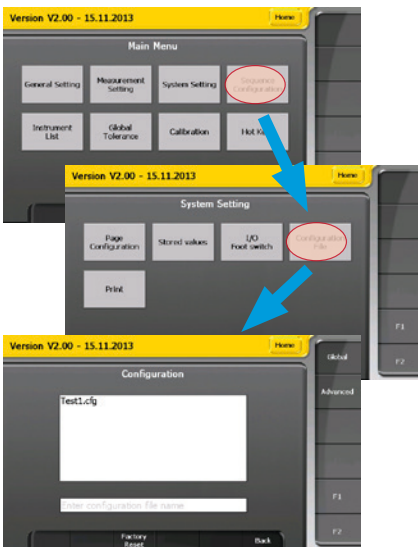 Version V2.00 - 15.11.2013
Home
Main Menu
General Setting
Measurement
Setting
System Setting
Sequence
Configuration
Instrument
List
Global
Tolerance
Calibration
Hot
Version V2.00 - 15.11.2013
Home
System Setting
Page
Configuration
Stored values
I/O
Foot switch
Configuration
File
Print
F1
F2
Version V2.00 - 15.11.2013
Home
Global
Configuration
Advanced
Test1.cfg
Enter configuration file name
F1
Factory
Reset
Back
F2